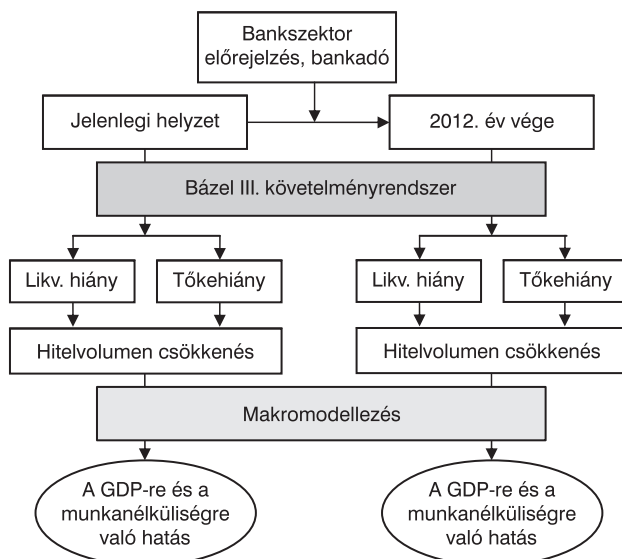 Bankszektor
előrejelzés, bankadó
Jelenlegi helyzet
2012. év vége
Bázel III. követelményrendszer
Likv. hiány
Tőkehiány
Likv. hiány
Tőkehiány
Hitelvolumen csökkenés
Hitelvolumen csökkenés
Makromodellezés
A GDP-re és a
munkanélküliségre
való hatás
A GDP-re és a
munkanélküliségre
való hatás